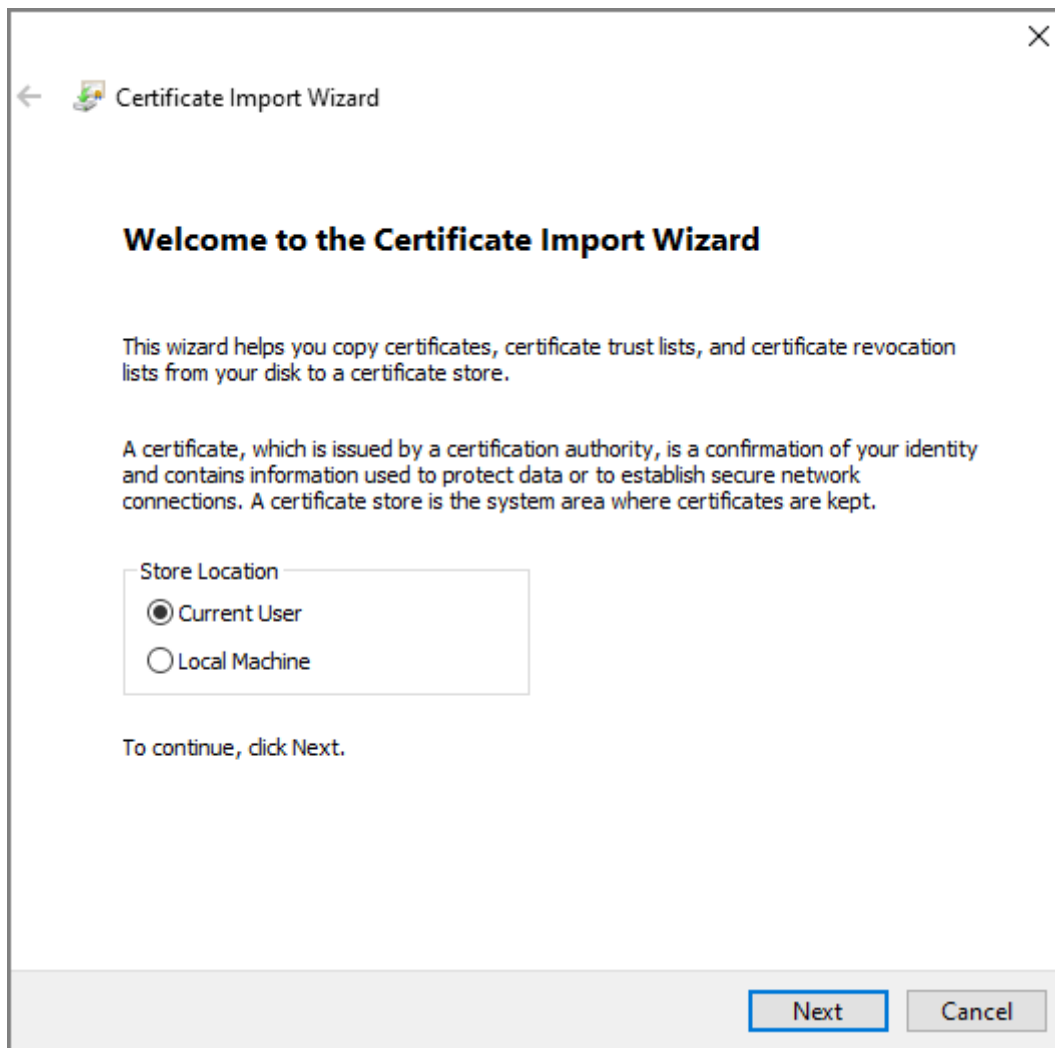 Certificate Import Wizard
Welcome to the Certificate Import Wizard
This wizard helps you copy certificates, certificate trust lists, and certificate revocation
lists from your disk to a certificate store.
A certificate, which is issued by a certification authority, is a confirmation of your identity
and contains information used to protect data or to establish secure network
connections. A certificate store is the system area where certificates are kept.
Store Location
Current User
Local Machine
To continue, click Next.
Next Cancel